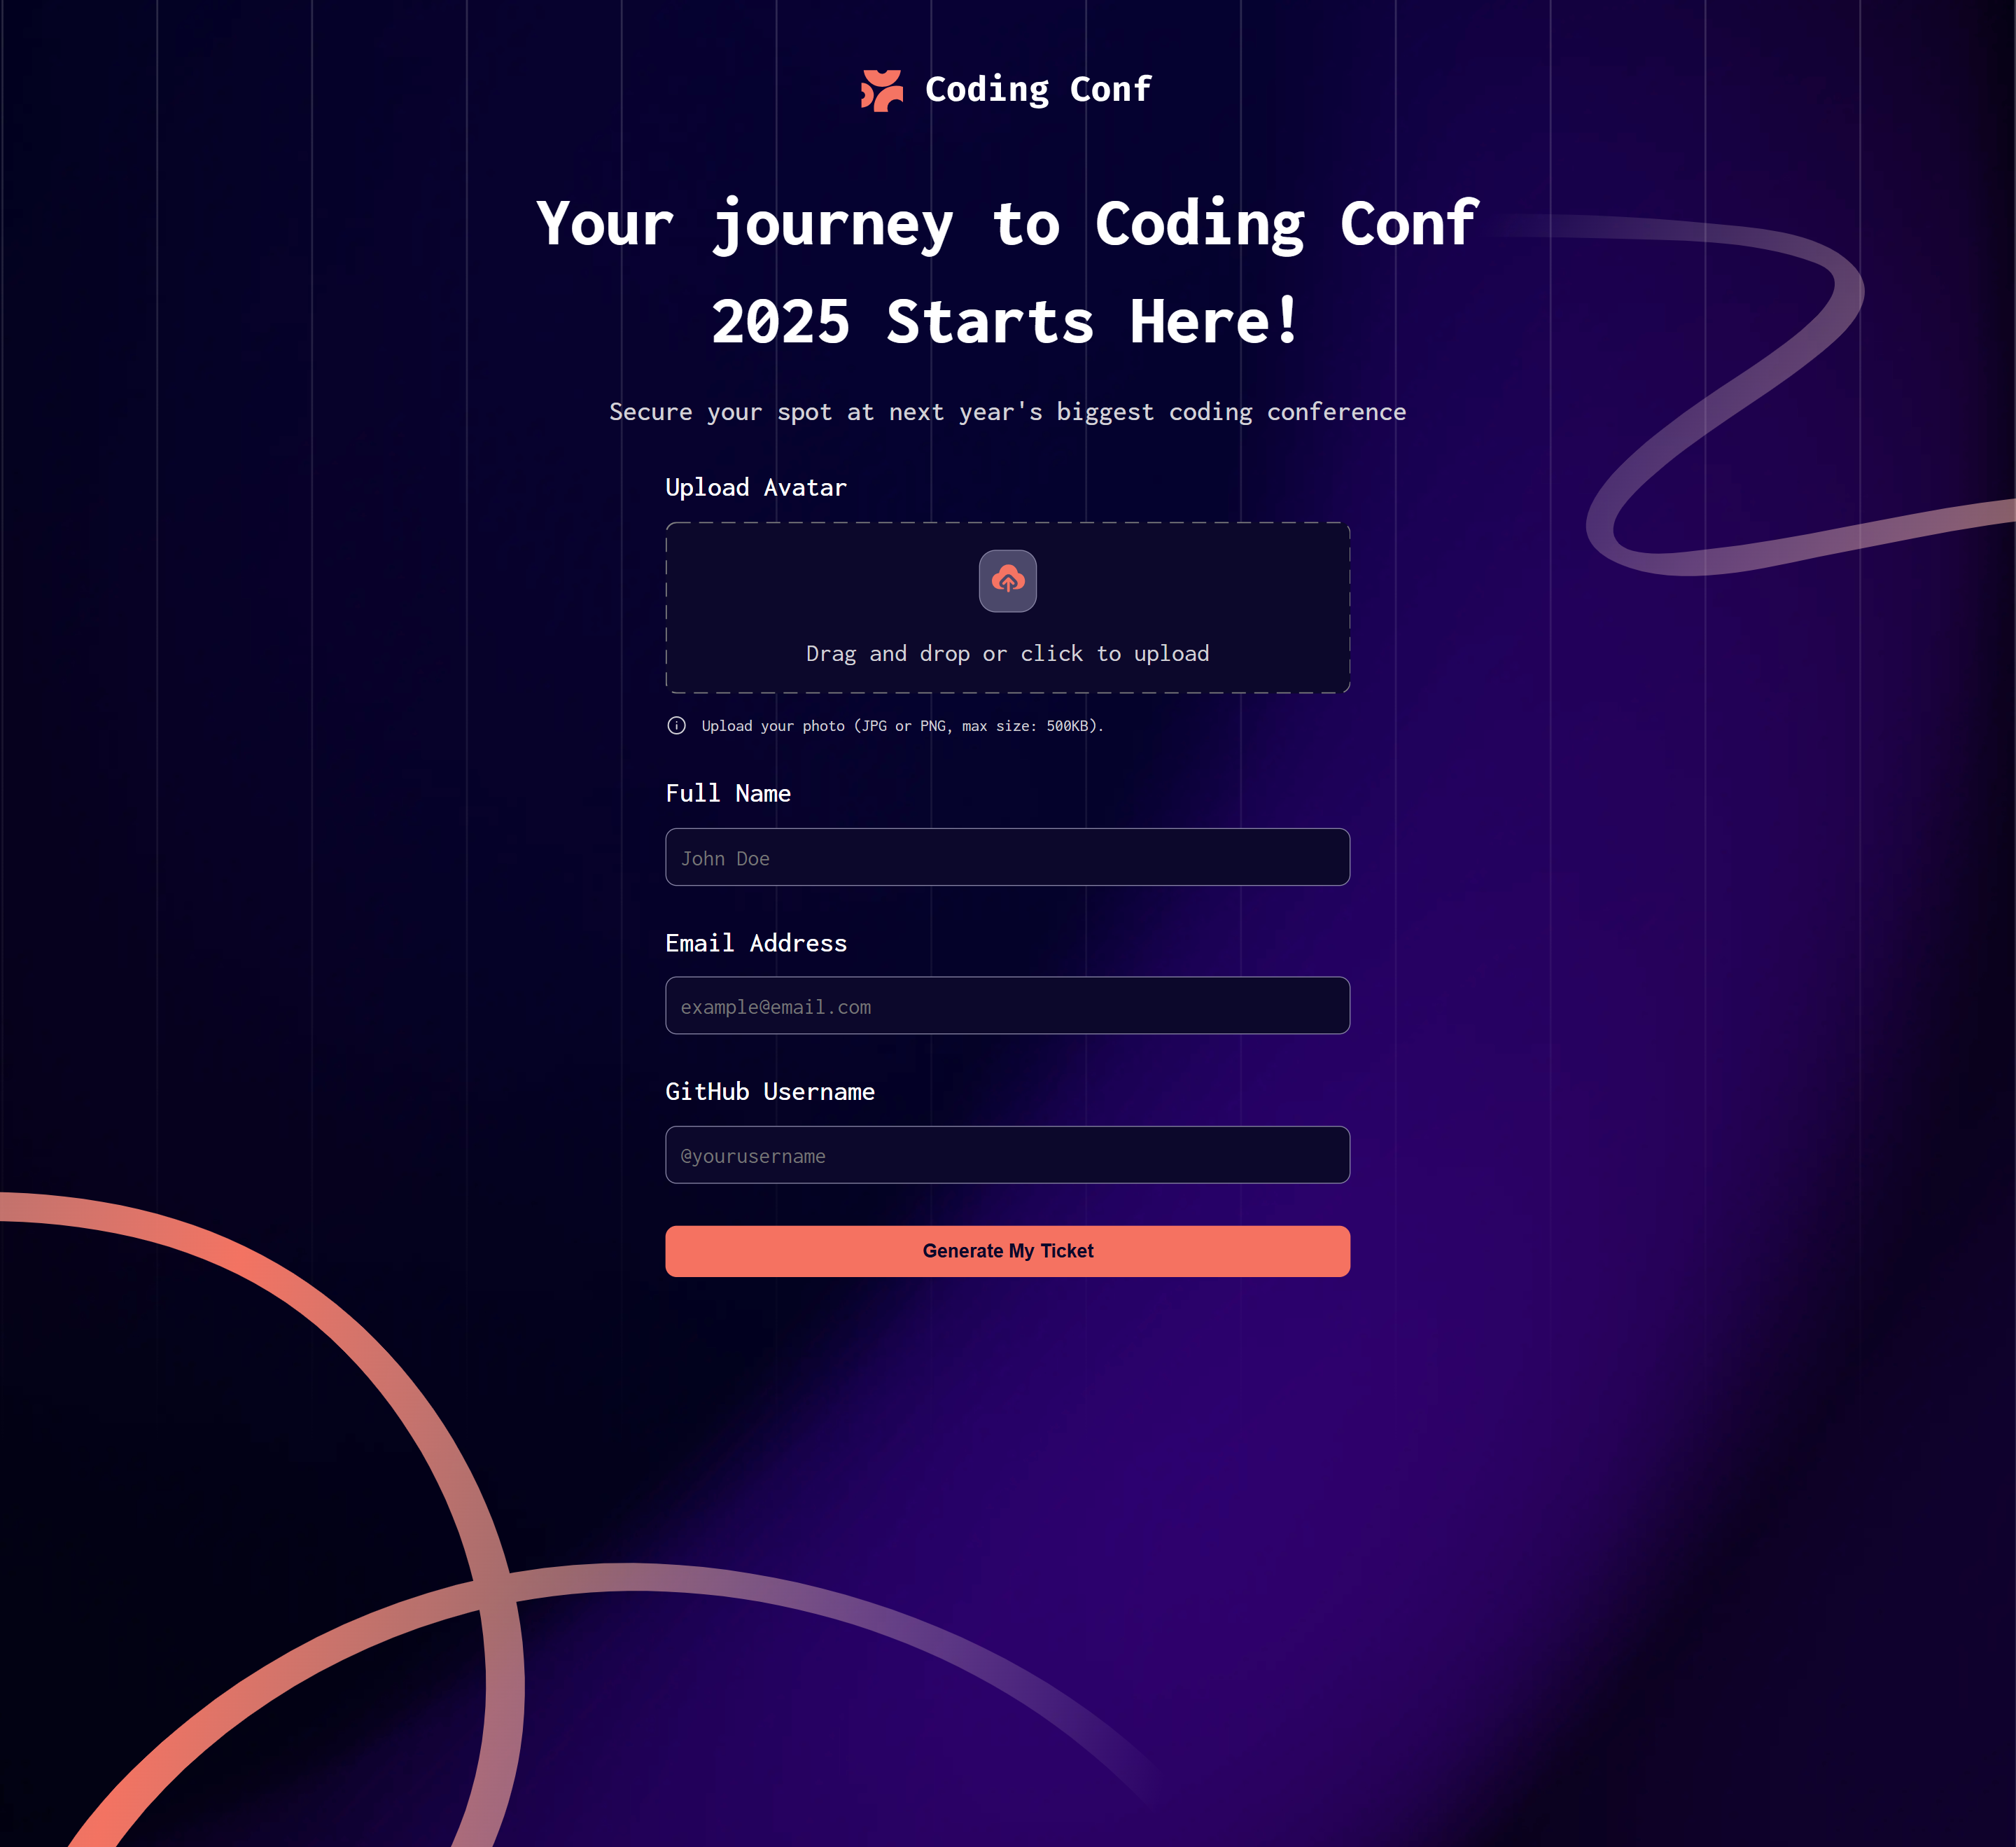 Coding Conf
Your journey to Coding Conf
2025 Starts Here!
Secure your spot at next year's biggest coding conference
Upload Avatar
Drag and drop or click to upload
Upload your photo (JPG or PNG, max size: 500KB).
Full Name
John Doe
Email Address
example@email.com
GitHub Username
@yourusername
Generate My Ticket